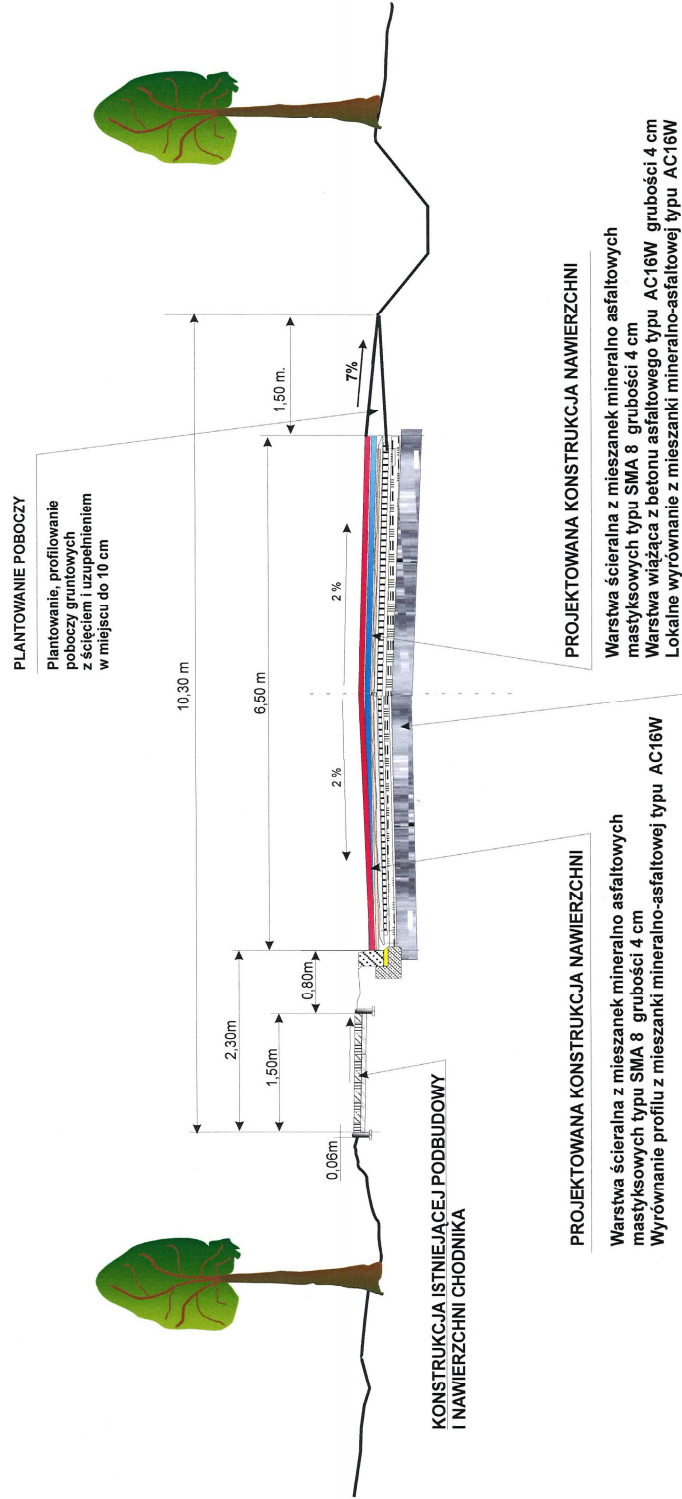 PLANTOWANIE POBOCZY
Plantowanie, profilowanie
poboczy gruntowych
z ścięciem i uzupełnieniem
w miejscu do 10 cm
10,30 m
2,30m
6,50 m
1,50 m.
0,06m
1,50m
0,80m
2 %
2 %
7%
KONSTRUKCJA ISTNIEJĄCEJ PODBUDOWY
I NAWIERZCHNI CHODNIKA
PROJEKTOWANA KONSTRUKCJA NAWIERZCHNI
Warstwa ścieralna z mieszanek mineralno asfaltowych
mastyksowych typu SMA 8 grubości 4 cm
Wyrównanie profilu z mieszanki mineralno-asfaltowej typu AC16W
PROJEKTOWANA KONSTRUKCJA NAWIERZCHNI
Warstwa ścieralna z mieszanek mineralno asfaltowych
mastyksowych typu SMA 8 grubości 4 cm
Warstwa wiążąca z betonu asfaltowego typu AC16W grubości 4 cm
Lokalne wyrównanie z mieszanki mineralno-asfaltowej typu AC16W